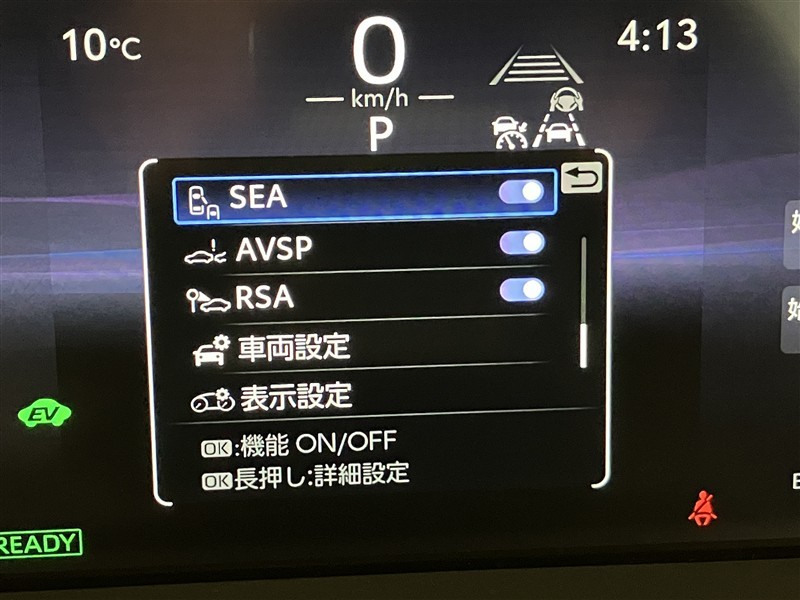 10℃
0
km/h
P
4:13
SEA
AVSP
RSA
車両設定
表示設定
OK:機能 ON/OFF
OK長押し:詳細設定
EV
READY